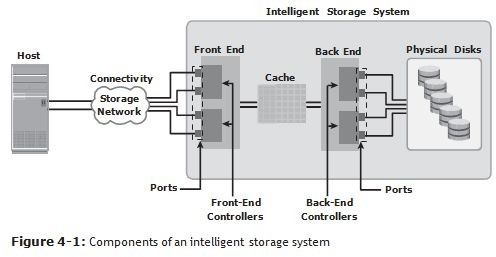 Intelligent Storage System
Host
Connectivity
Storage
Network
Front End
Cache
Back End
Physical Disks
Ports
Front-End
Controllers
Back-End
Controllers
Ports
Figure 4-1: Components of an intelligent storage system